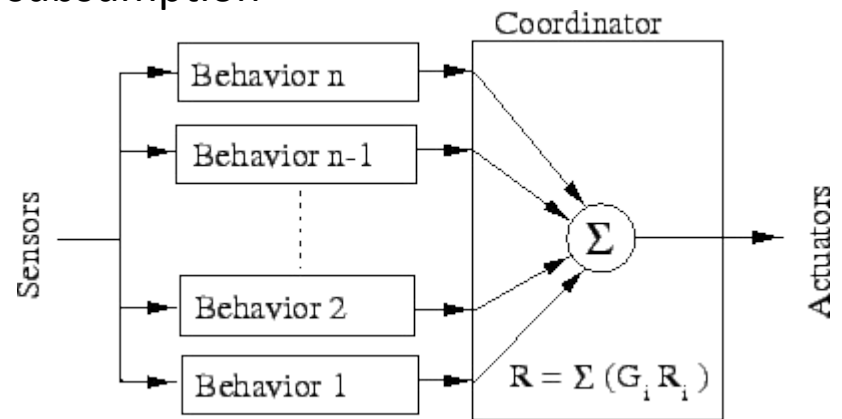 Coordinator
Behavior n
Behavior n-1
Sensors
Σ
Actuators
Behavior 2
Behavior 1
R = Σ (G_i R_i)